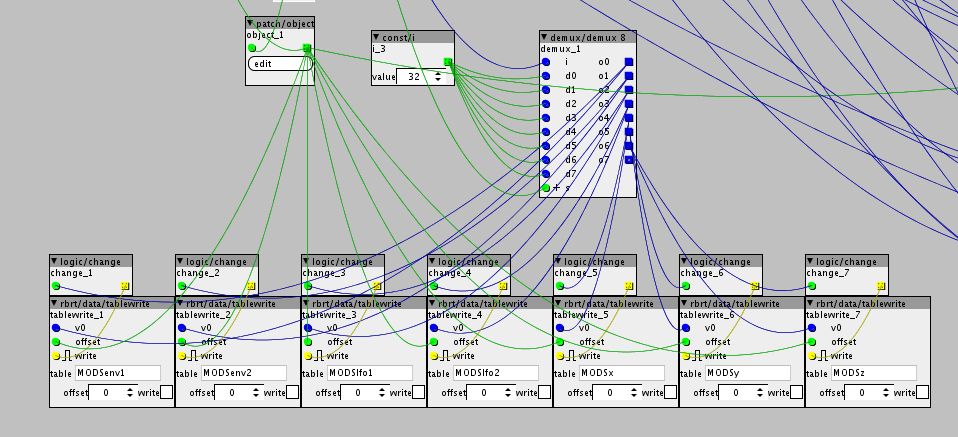 patch/object
object_1
edit
const/i
i_3
value 32
demux/demux 8
demux_1
i o0
d0 o1
d1 o2
d2 o3
d3 o4
d4 o5
d5 o6
d6 o7
d7
+ s
logic/change logic/change logic/change logic/change logic/change logic/change logic/change
change_1 change_2 change_3 change_4 change_5 change_6 change_7
rbrt/data/tablewrite rbrt/data/tablewrite rbrt/data/tablewrite rbrt/data/tablewrite rbrt/data/tablewrite rbrt/data/tablewrite rbrt/data/tablewrite
tablewrite_1 tablewrite_2 tablewrite_3 tablewrite_4 tablewrite_5 tablewrite_6 tablewrite_7
v0 v0 v0 v0 v0 v0 v0
offset offset offset offset offset offset offset
write write write write write write write
table MODSenv1 table MODSenv2 table MODSlfo1 table MODSlfo2 table MODSx table MODSy table MODSz
offset 0 write offset 0 write offset 0 write offset 0 write offset 0 write offset 0 write offset 0 write